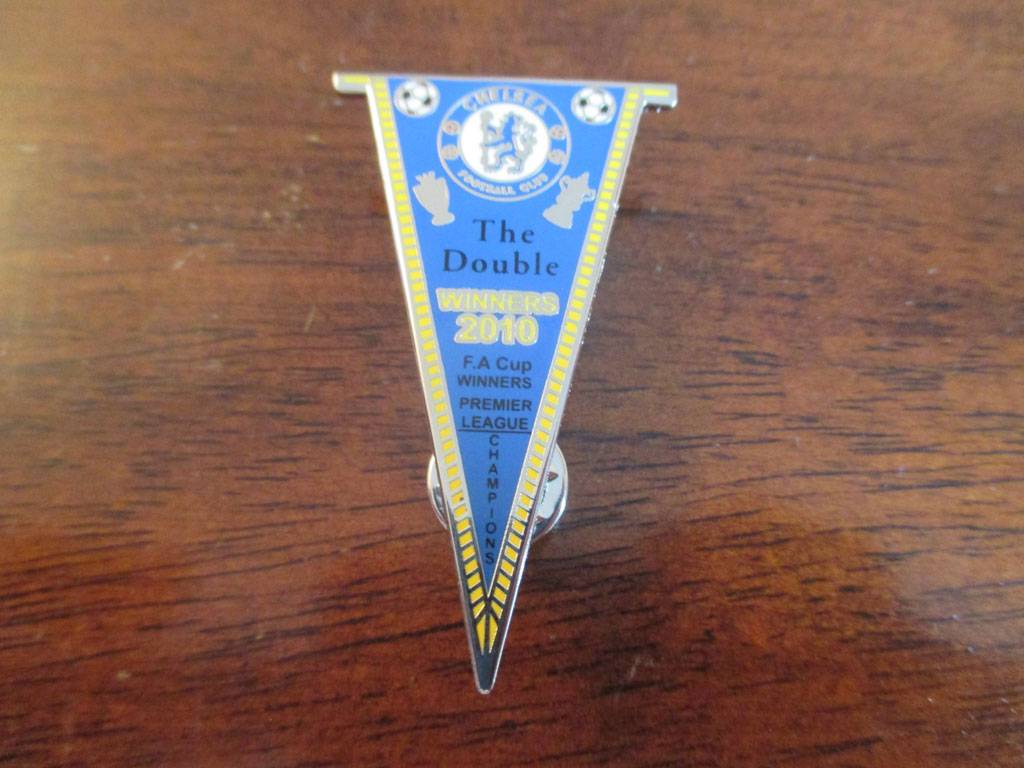 CHELSEA
FOOTBALL CLUB
The
Double
WINNERS
2010
F.A Cup
WINNERS
PREMIER
LEAGUE
CHAMPIONS